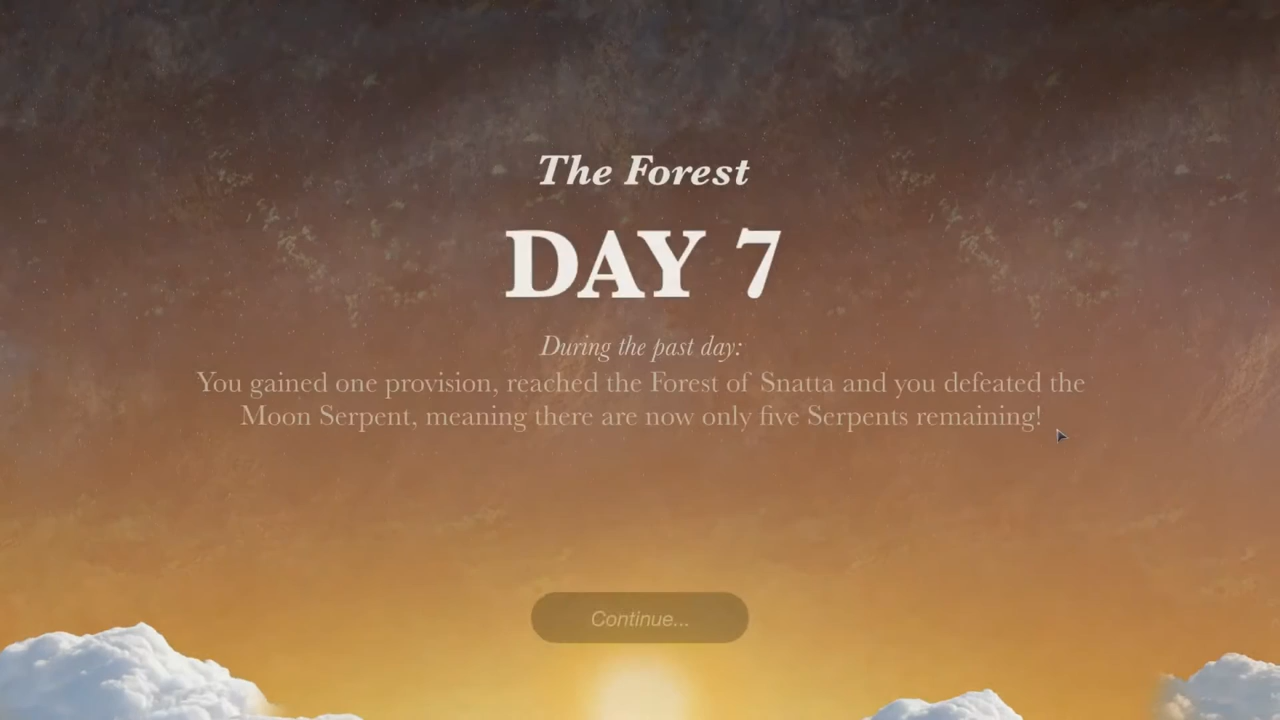 The Forest
DAY 7
During the past day:
You gained one provision, reached the Forest of Snatta and you defeated the
Moon Serpent, meaning there are now only five Serpents remaining!
Continue...